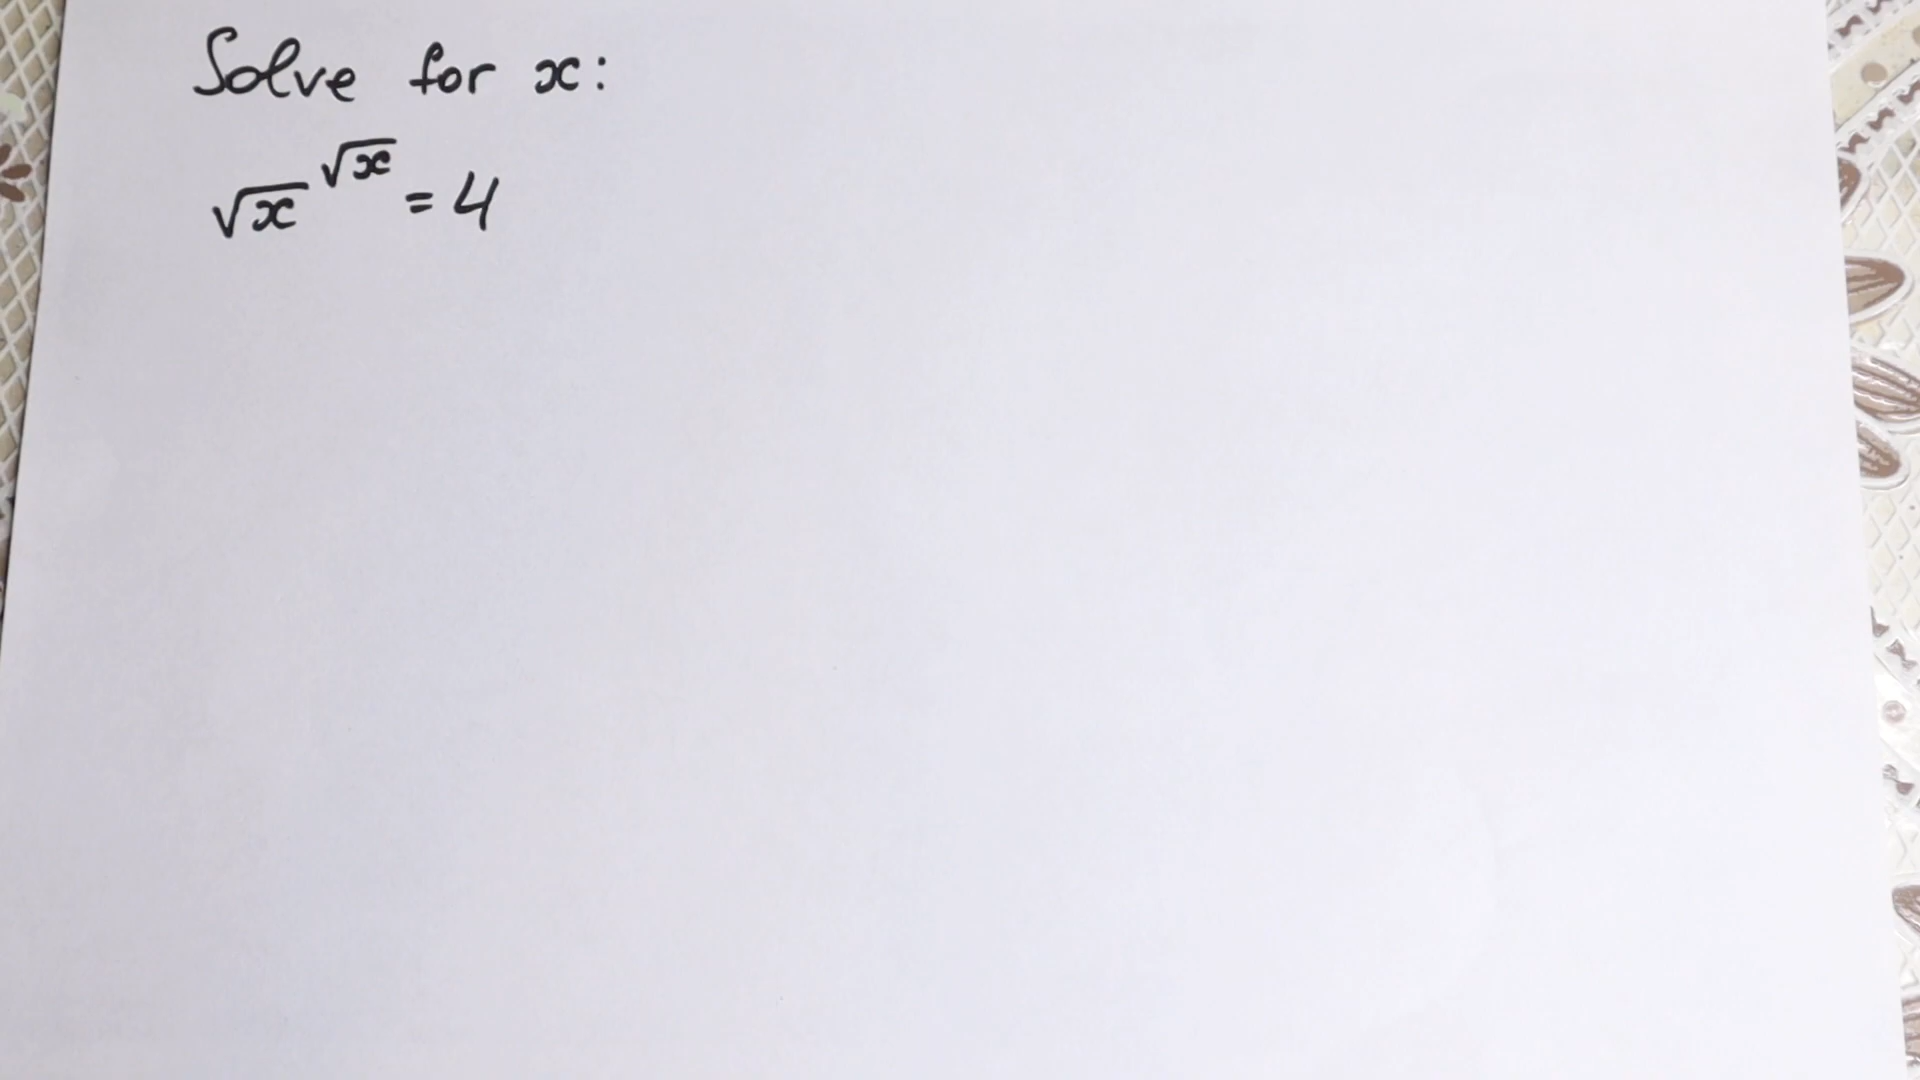 Solve for x:
√x^√x = 4